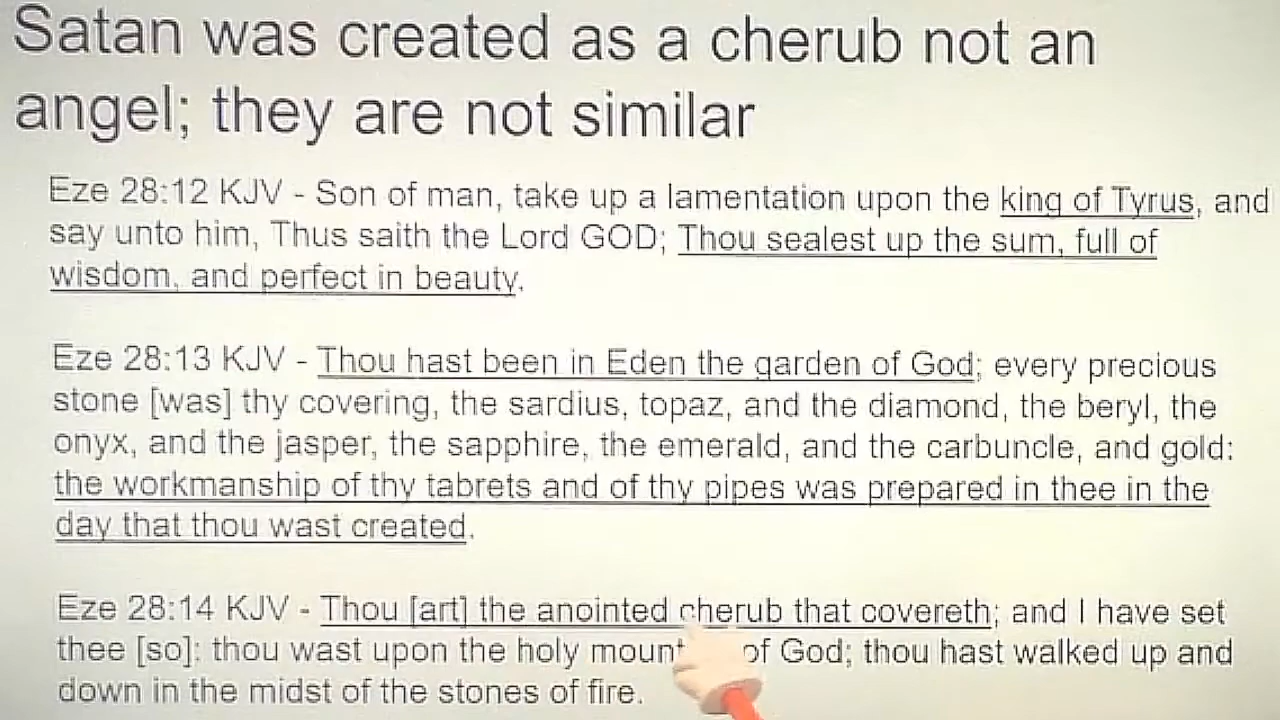 Satan was created as a cherub not an
angel; they are not similar
Eze 28:12 KJV - Son of man, take up a lamentation upon the king of Tyrus, and
say unto him, Thus saith the Lord GOD; Thou sealest up the sum, full of
wisdom, and perfect in beauty.
Eze 28:13 KJV - Thou hast been in Eden the garden of God; every precious
stone [was] thy covering, the sardius, topaz, and the diamond, the beryl, the
onyx, and the jasper, the sapphire, the emerald, and the carbuncle, and gold:
the workmanship of thy tabrets and of thy pipes was prepared in thee in the
day that thou wast created.
Eze 28:14 KJV - Thou [art] the anointed cherub that covereth; and I have set
thee [so]: thou wast upon the holy mount of God; thou hast walked up and
down in the midst of the stones of fire.